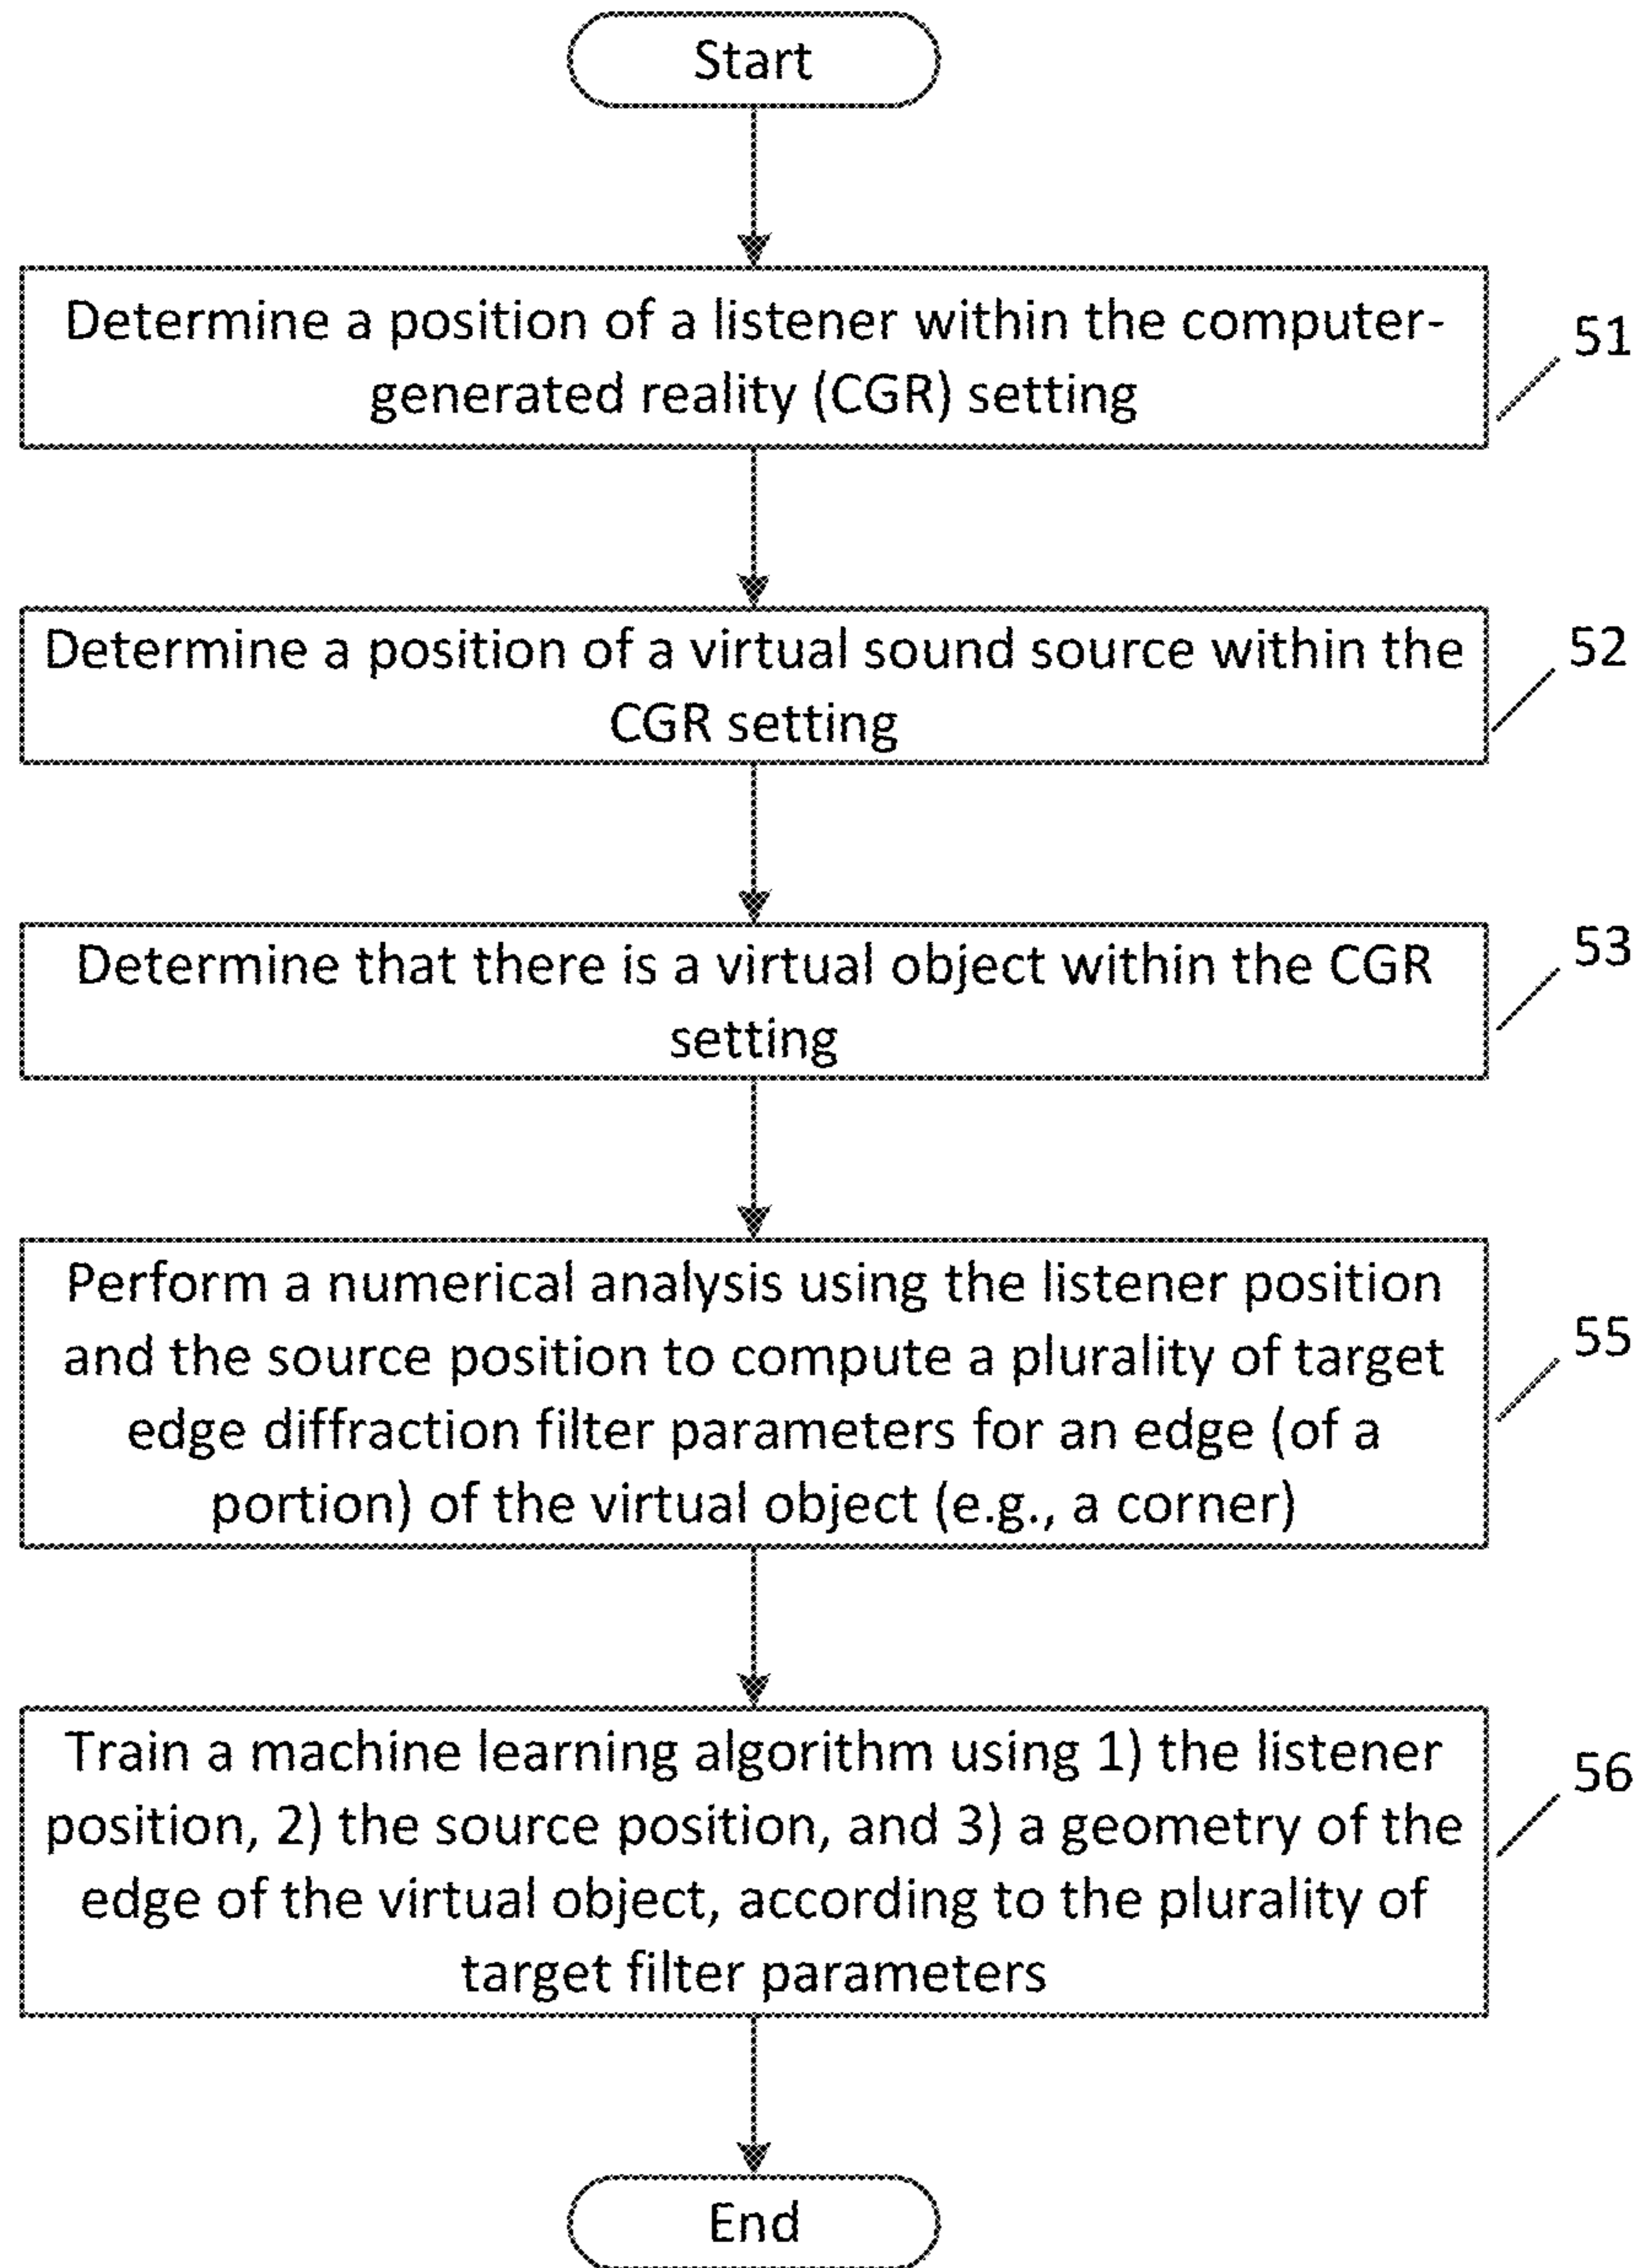 Start
Determine a position of a listener within the computer-
generated reality (CGR) setting
51
Determine a position of a virtual sound source within the
CGR setting
52
Determine that there is a virtual object within the CGR
setting
53
Perform a numerical analysis using the listener position
and the source position to compute a plurality of target
edge diffraction filter parameters for an edge (of a
portion) of the virtual object (e.g., a corner)
55
Train a machine learning algorithm using 1) the listener
position, 2) the source position, and 3) a geometry of the
edge of the virtual object, according to the plurality of
target filter parameters
56
End